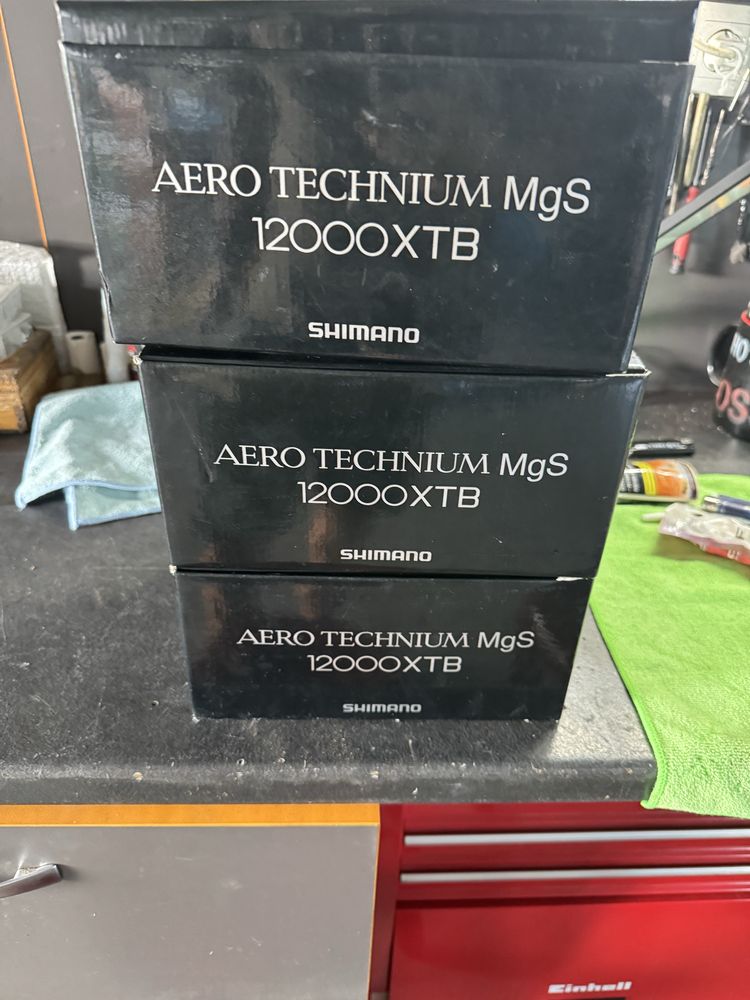 AERO TECHNIUM MgS
12000XTB
SHIMANO
AERO TECHNIUM MgS
12000XTB
SHIMANO
AERO TECHNIUM MgS
12000XTB
SHIMANO
Einhell